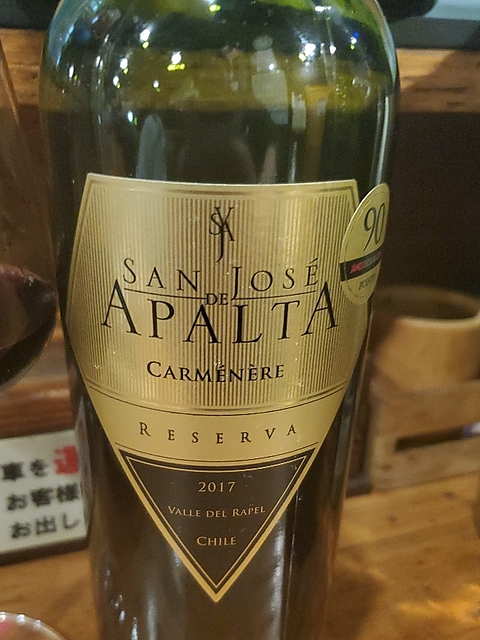 SAN JOSÉ
DE
APALTA
CARMÉNÈRE
RESERVA
2017
VALLE DEL RAPEL
CHILE
90
車を運
お客様
お出し